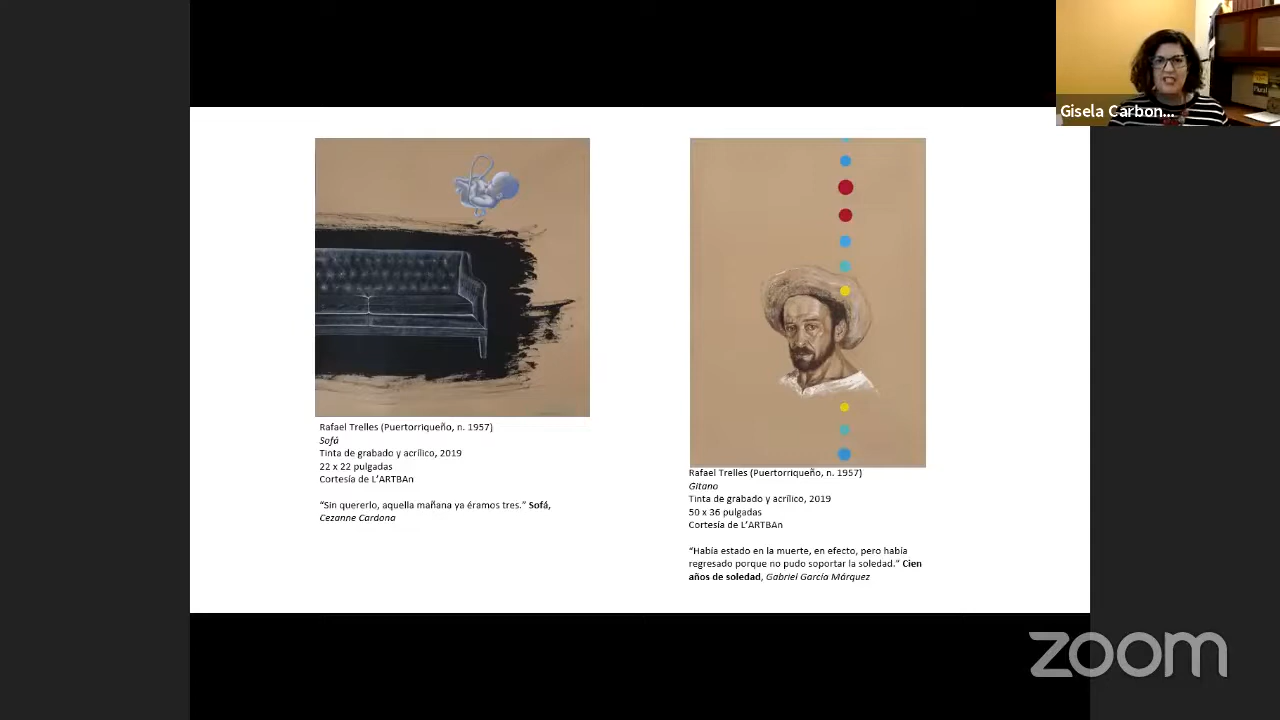 Gisela Carbon...
Rafael Trelles (Puertorriqueño, n. 1957)
Sofá
Tinta de grabado y acrílico, 2019
22 x 22 pulgadas
Cortesía de L’ARTBAn
“Sin quererlo, aquella mañana ya éramos tres.” Sofá,
Cezanne Cardona
Rafael Trelles (Puertorriqueño, n. 1957)
Gitano
Tinta de grabado y acrílico, 2019
50 x 36 pulgadas
Cortesía de L’ARTBAn
“Había estado en la muerte, en efecto, pero había
regresado porque no pudo soportar la soledad.” Cien
años de soledad, Gabriel García Márquez
zoom